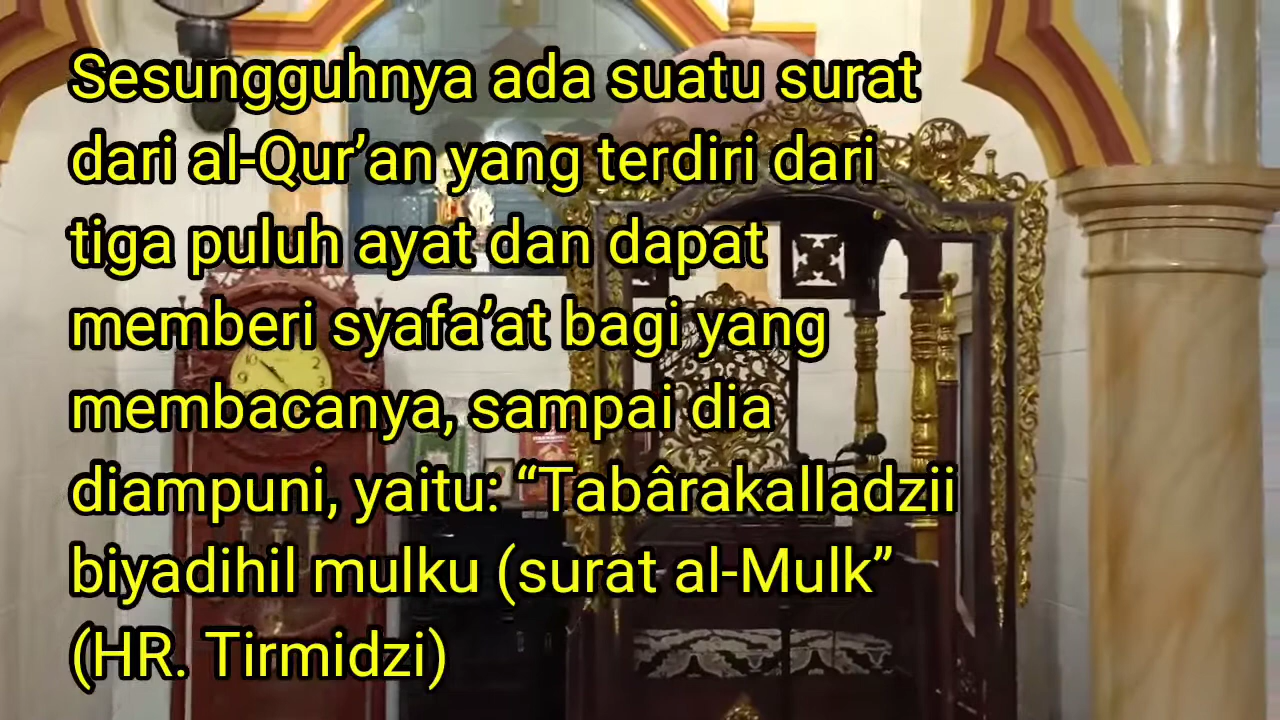 Sesungguhnya ada suatu surat
dari al-Qur’an yang terdiri dari
tiga puluh ayat dan dapat
memberi syafa’at bagi yang
membacanya, sampai dia
diampuni, yaitu: “Tabârakalladzii
biyadihil mulku (surat al-Mulk”
(HR. Tirmidzi)